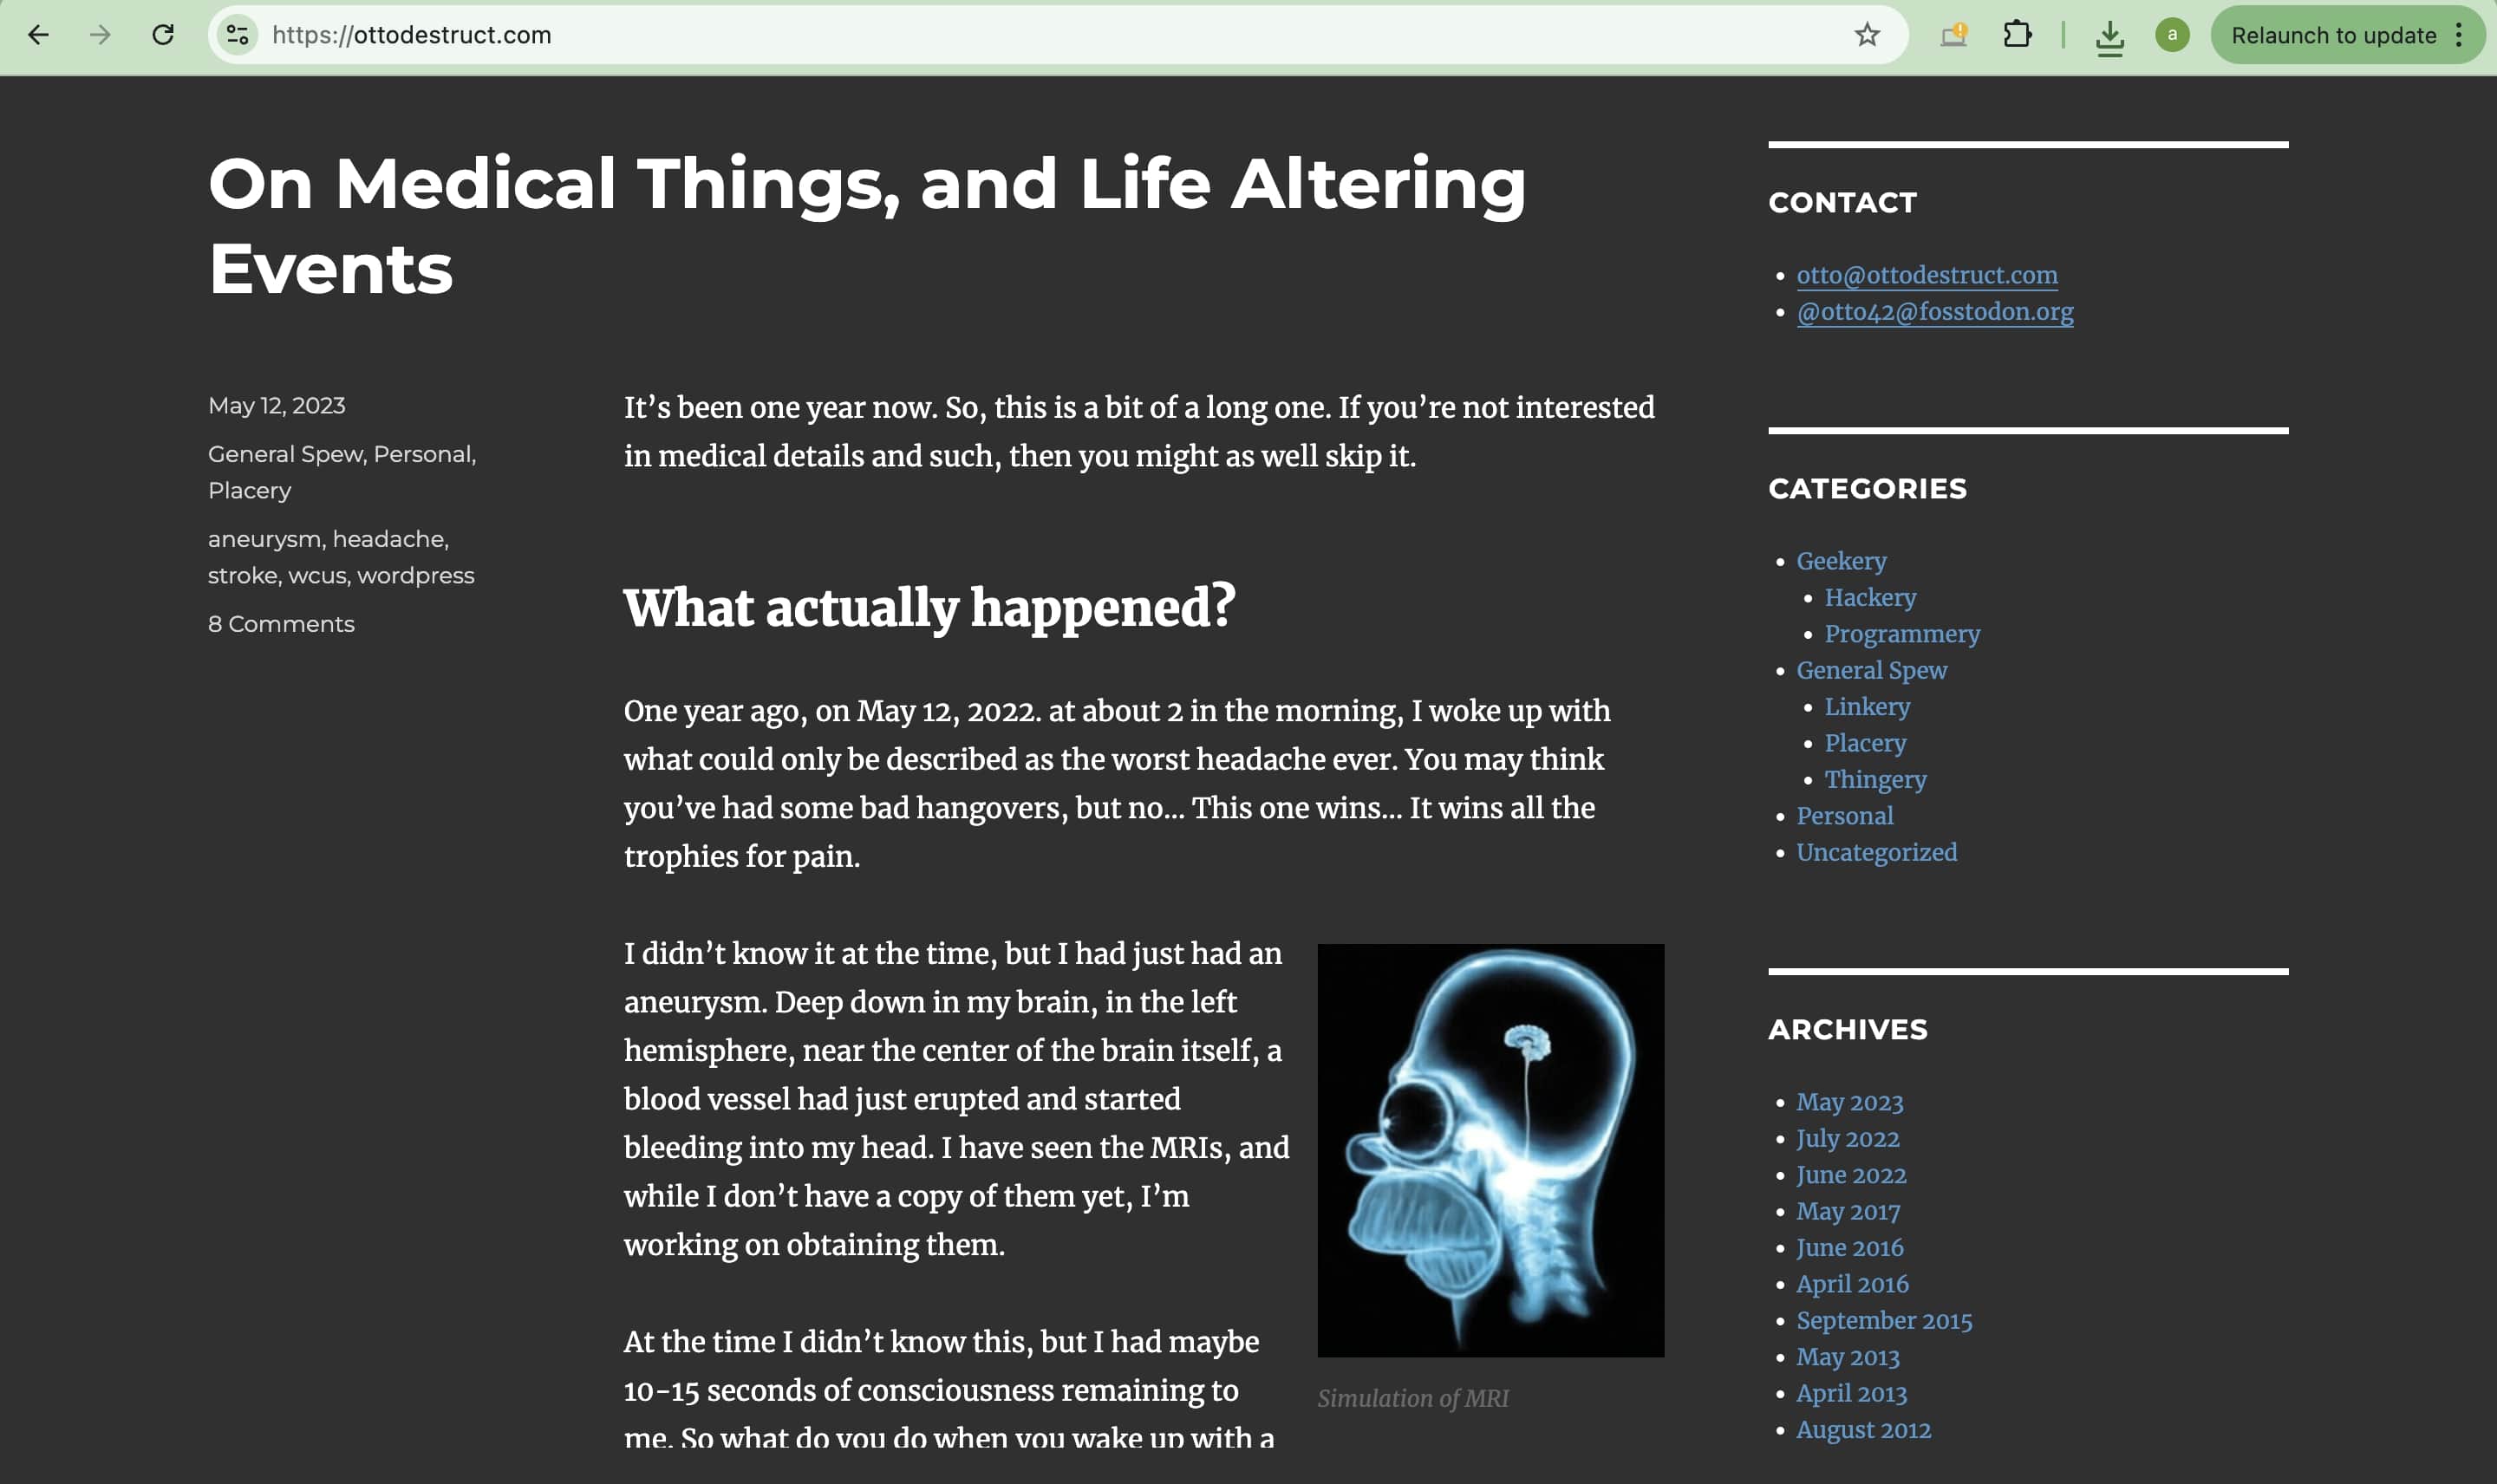 https://ottodestruct.com
a
Relaunch to update
On Medical Things, and Life Altering
Events
May 12, 2023
General Spew, Personal,
Placery
aneurysm, headache,
stroke, wcus, wordpress
8 Comments
It’s been one year now. So, this is a bit of a long one. If you’re not interested
in medical details and such, then you might as well skip it.
What actually happened?
One year ago, on May 12, 2022. at about 2 in the morning, I woke up with
what could only be described as the worst headache ever. You may think
you’ve had some bad hangovers, but no… This one wins… It wins all the
trophies for pain.
I didn’t know it at the time, but I had just had an
aneurysm. Deep down in my brain, in the left
hemisphere, near the center of the brain itself, a
blood vessel had just erupted and started
bleeding into my head. I have seen the MRIs, and
while I don’t have a copy of them yet, I’m
working on obtaining them.
Simulation of MRI
At the time I didn’t know this, but I had maybe
10-15 seconds of consciousness remaining to
me. So what do you do when you wake up with a
CONTACT
otto@ottodestruct.com
@otto42@fosstodon.org
CATEGORIES
Geekery
Hackery
Programmery
General Spew
Linkery
Placery
Thingery
Personal
Uncategorized
ARCHIVES
May 2023
July 2022
June 2022
May 2017
June 2016
April 2016
September 2015
May 2013
April 2013
August 2012